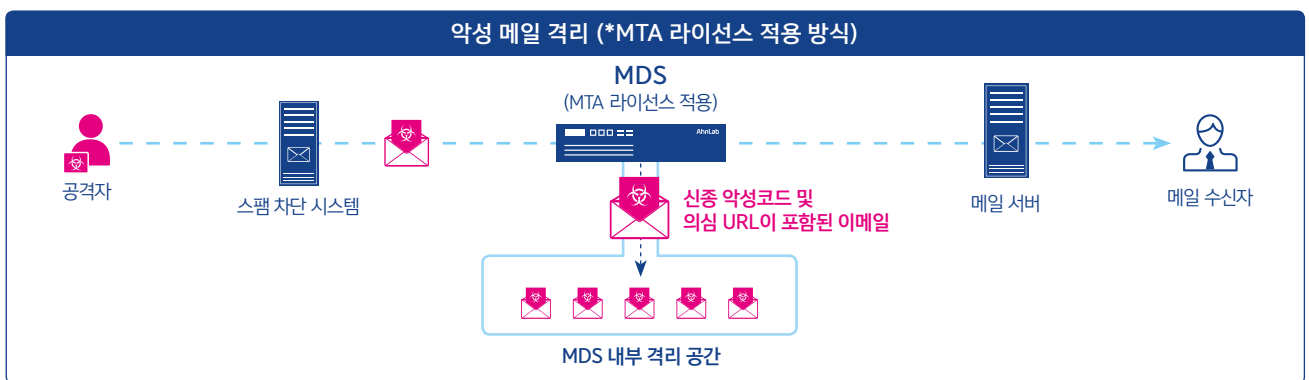 악성 메일 격리 (*MTA 라이선스 적용 방식)
MDS
(MTA 라이선스 적용)
AhnLab
공격자
스팸 차단 시스템
신종 악성코드 및
의심 URL이 포함된 이메일
메일 서버
메일 수신자
MDS 내부 격리 공간